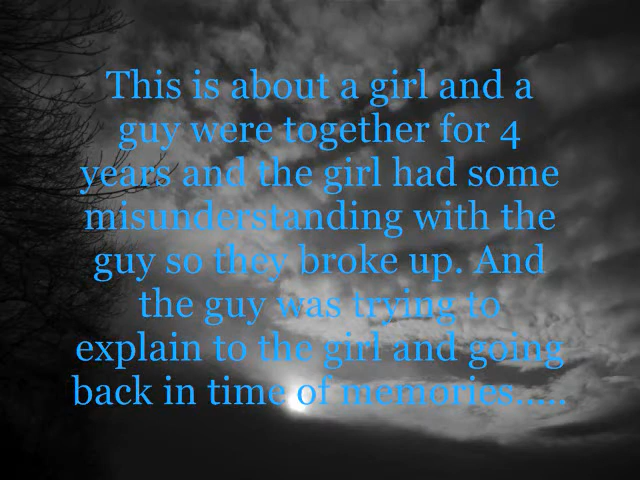 This is about a girl and a
guy were together for 4
years and the girl had some
misunderstanding with the
guy so they broke up. And
the guy was trying to
explain to the girl and going
back in time of memories.....